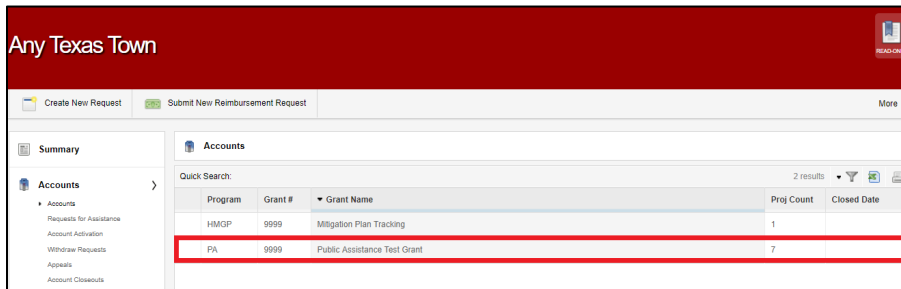 Any Texas Town
READ-ON
Create New Request Submit New Reimbursement Request More
Summary
Accounts
Accounts
Requests for Assistance
Account Activation
Withdraw Requests
Appeals
Account Closeouts
Accounts
Quick Search: 2 results
Program Grant # Grant Name Proj Count Closed Date
HMGP 9999 Mitigation Plan Tracking 1
PA 9999 Public Assistance Test Grant 7